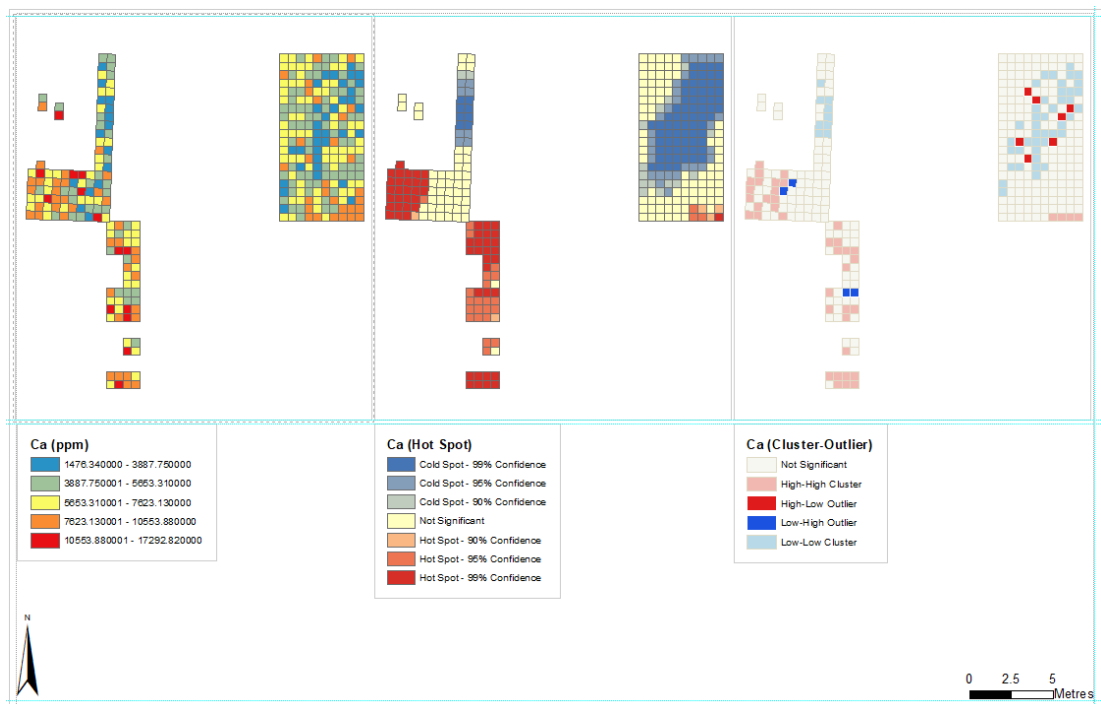 Ca (ppm)
1476.340000 - 3887.750000
3887.750001 - 5653.310000
5653.310001 - 7623.130000
7623.130001 - 10553.880000
10553.880001 - 17292.820000
Ca (Hot Spot)
Cold Spot - 99% Confidence
Cold Spot - 95% Confidence
Cold Spot - 90% Confidence
Not Significant
Hot Spot - 90% Confidence
Hot Spot - 95% Confidence
Hot Spot - 99% Confidence
Ca (Cluster-Outlier)
Not Significant
High-High Cluster
High-Low Outlier
Low-High Outlier
Low-Low Cluster
N
0 2.5 5
Metres